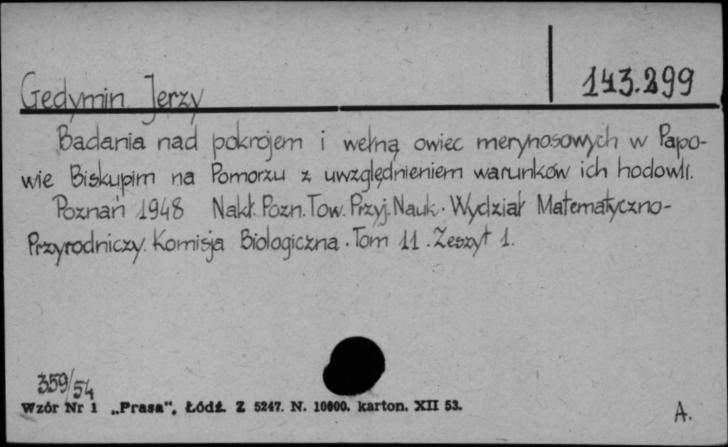 143.299
Gedymin Jerzy
Badania nad pokrojem i wełną owiec merynosowych w Papo-
wie Biskupim na Pomorzu z uwzględnieniem warunków ich hodowli.
Poznań 1948 Nakł. Pozn. Tow. Przyj. Nauk. Wydział Matematyczno-
Przyrodniczy. Komisja Biologiczna. Tom 11. Zeszyt 1.
359/54
Wzór Nr 1 „Prasa“, Łódź. Z 5247. N. 10000. karton. XII 53.
A.